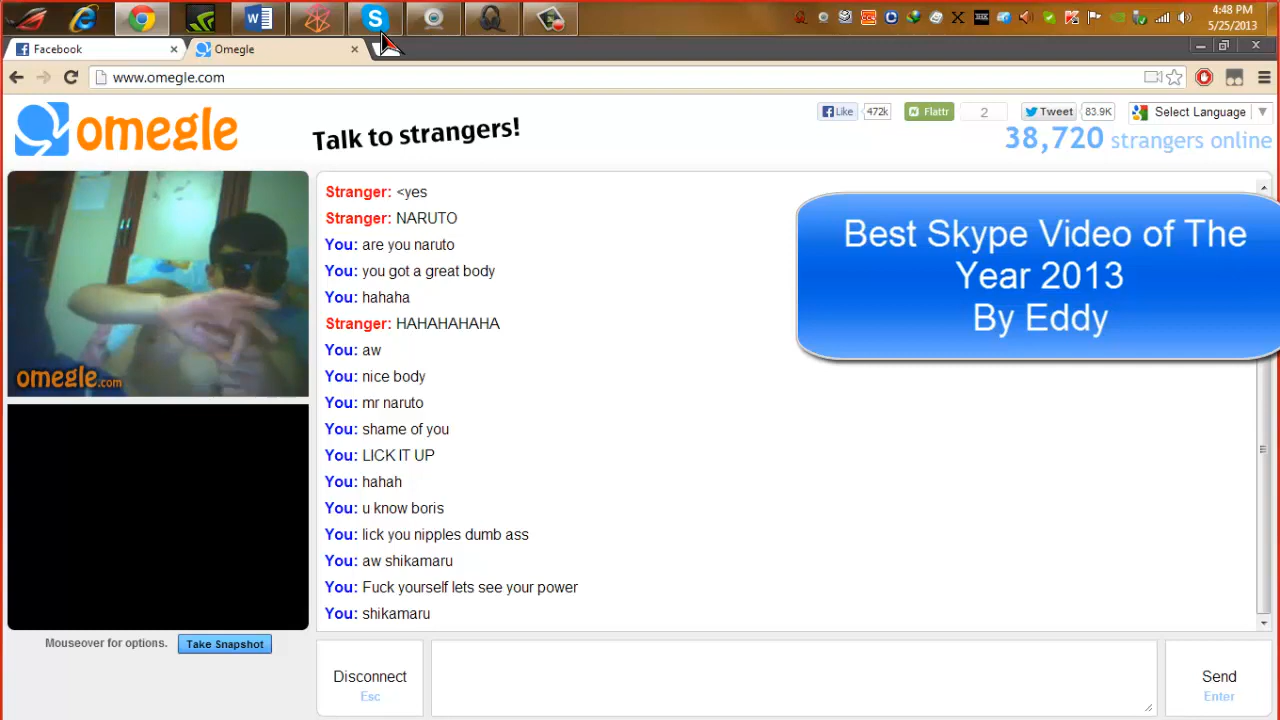 4:48 PM
5/25/2013
Facebook
Omegle
www.omegle.com
omegle
Talk to strangers!
Like 472k
Flattr 2
Tweet 83.9K
Select Language
38,720 strangers online
Stranger: <yes
Stranger: NARUTO
You: are you naruto
You: you got a great body
You: hahaha
Stranger: HAHAHAHAHA
You: aw
You: nice body
You: mr naruto
You: shame of you
You: LICK IT UP
You: hahah
You: u know boris
You: lick you nipples dumb ass
You: aw shikamaru
You: Fuck yourself lets see your power
You: shikamaru
Best Skype Video of The
Year 2013
By Eddy
omegle.com
Mouseover for options.
Take Snapshot
Disconnect
Esc
Send
Enter